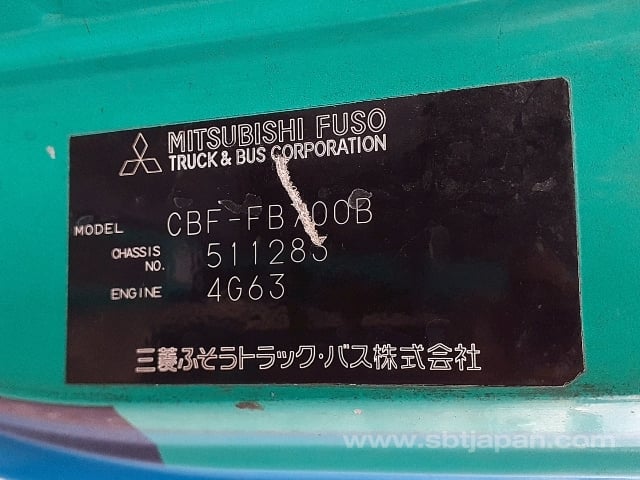 MITSUBISHI FUSO
TRUCK & BUS CORPORATION
MODEL CBF-FB700B
CHASSIS NO. 511283
ENGINE 4G63
三菱ふそうトラック・バス株式会社
www.sbtjapan.com